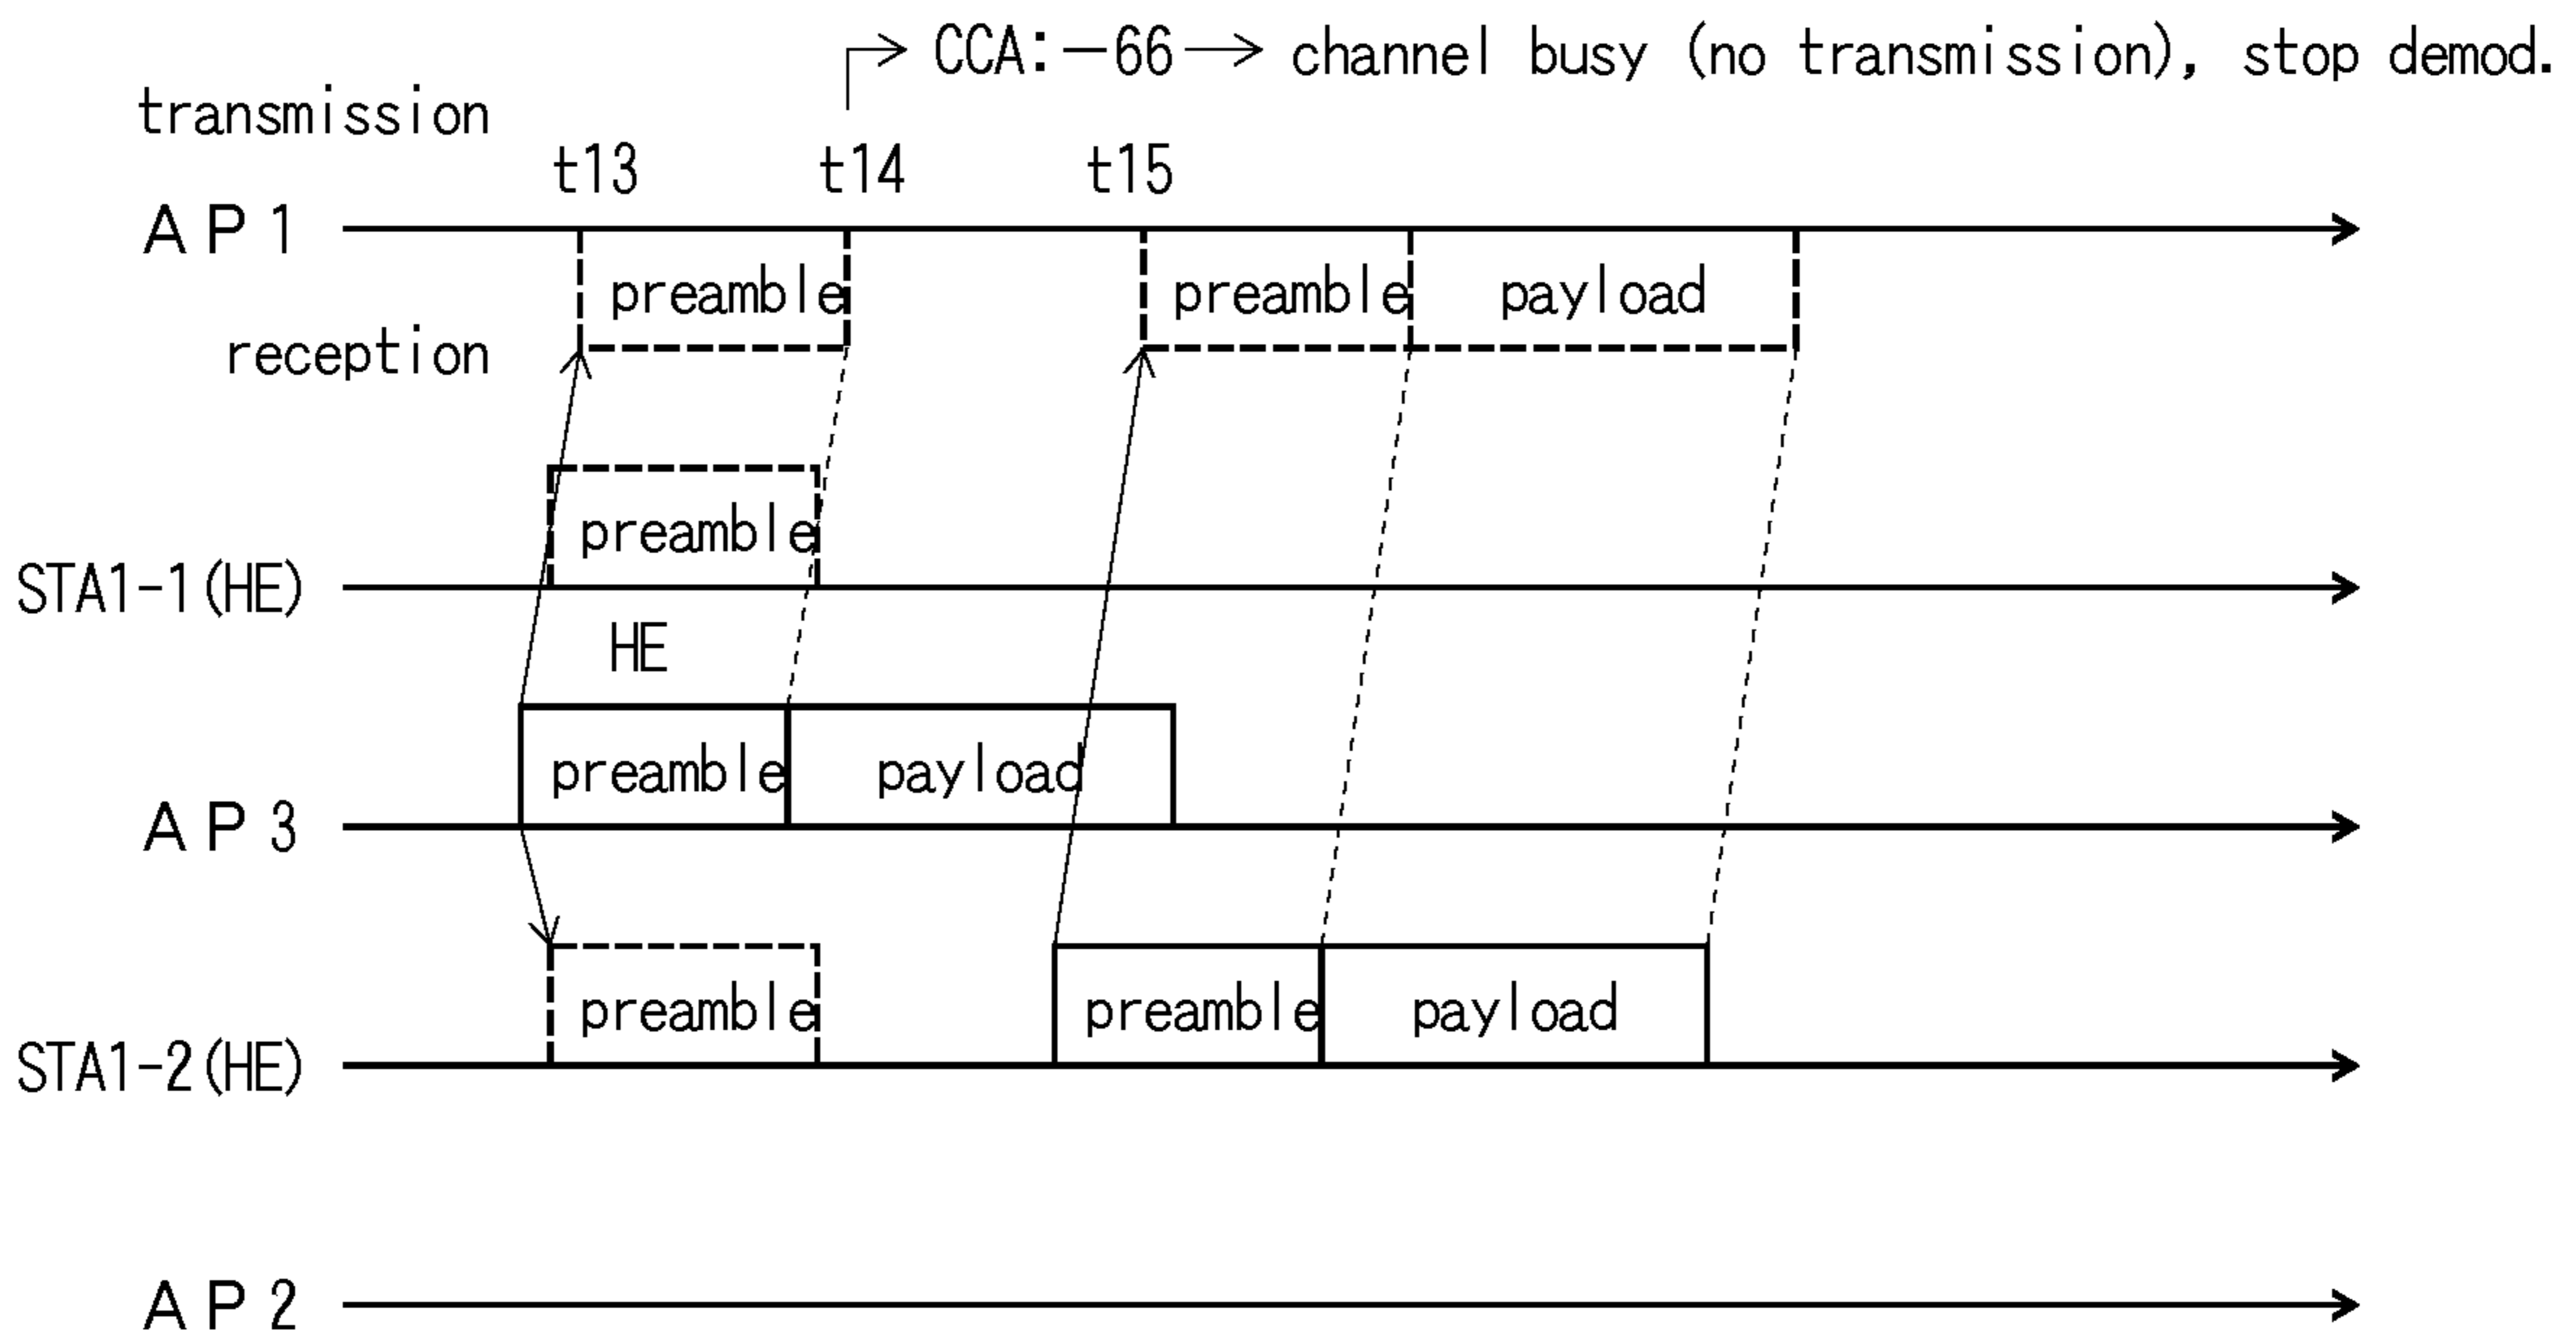 CCA:-66 channel busy (no transmission), stop demod.
transmission
t13 t14 t15
AP1
preamble preamble payload
reception
preamble
STA1-1(HE)
HE
preamble payload
AP3
preamble preamble payload
STA1-2(HE)
AP2